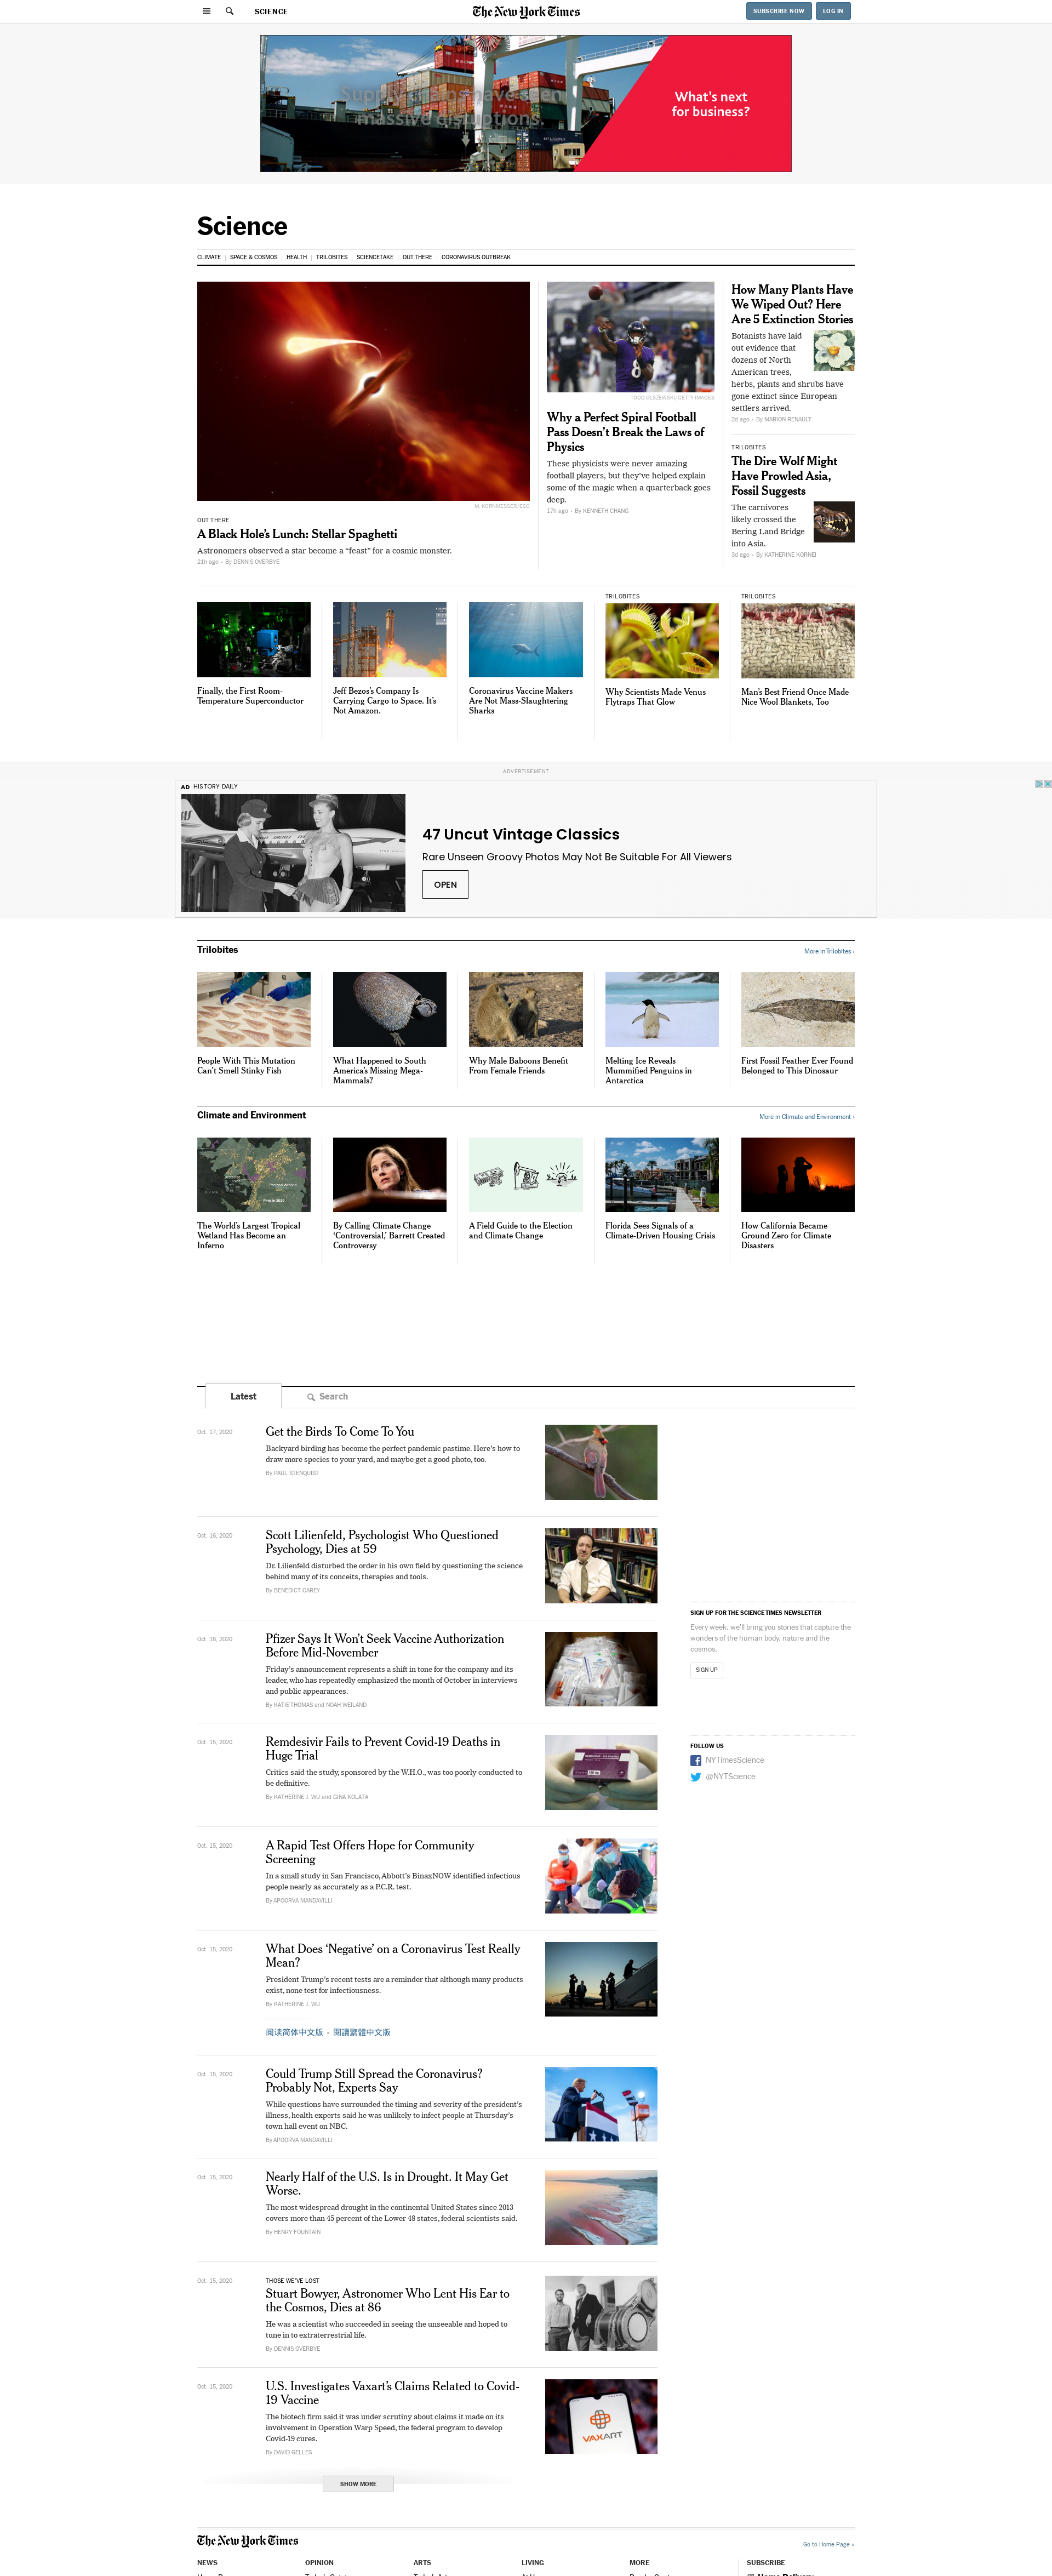 SCIENCE
The New York Times
SUBSCRIBE NOW
LOG IN
Supply chains have seen
massive disruptions.
What's next
for business?
Science
CLIMATE
SPACE & COSMOS
HEALTH
TRILOBITES
SCIENCETAKE
OUT THERE
CORONAVIRUS OUTBREAK
M. KORNMESSER/ESO
OUT THERE
A Black Hole's Lunch: Stellar Spaghetti
Astronomers observed a star become a “feast” for a cosmic monster.
21h ago - By DENNIS OVERBYE
TODD OLSZEWSKI/GETTY IMAGES
Why a Perfect Spiral Football
Pass Doesn't Break the Laws of
Physics
These physicists were never amazing
football players, but they've helped explain
some of the magic when a quarterback goes
deep.
17h ago - By KENNETH CHANG
How Many Plants Have
We Wiped Out? Here
Are 5 Extinction Stories
Botanists have laid
out evidence that
dozens of North
American trees,
herbs, plants and shrubs have
gone extinct since European
settlers arrived.
2d ago - By MARION RENAULT
TRILOBITES
The Dire Wolf Might
Have Prowled Asia,
Fossil Suggests
The carnivores
likely crossed the
Bering Land Bridge
into Asia.
3d ago - By KATHERINE KORNEI
Finally, the First Room-
Temperature Superconductor
Jeff Bezos's Company Is
Carrying Cargo to Space. It's
Not Amazon.
Coronavirus Vaccine Makers
Are Not Mass-Slaughtering
Sharks
TRILOBITES
Why Scientists Made Venus
Flytraps That Glow
TRILOBITES
Man's Best Friend Once Made
Nice Wool Blankets, Too
ADVERTISEMENT
AD HISTORY DAILY
47 Uncut Vintage Classics
Rare Unseen Groovy Photos May Not Be Suitable For All Viewers
OPEN
Trilobites
More in Trilobites ›
People With This Mutation
Can't Smell Stinky Fish
What Happened to South
America's Missing Mega-
Mammals?
Why Male Baboons Benefit
From Female Friends
Melting Ice Reveals
Mummified Penguins in
Antarctica
First Fossil Feather Ever Found
Belonged to This Dinosaur
Climate and Environment
More in Climate and Environment ›
The World's Largest Tropical
Wetland Has Become an
Inferno
By Calling Climate Change
‘Controversial,’ Barrett Created
Controversy
A Field Guide to the Election
and Climate Change
Florida Sees Signals of a
Climate-Driven Housing Crisis
How California Became
Ground Zero for Climate
Disasters
Latest
Search
Oct. 17, 2020
Get the Birds To Come To You
Backyard birding has become the perfect pandemic pastime. Here's how to
draw more species to your yard, and maybe get a good photo, too.
By PAUL STENQUIST
Oct. 16, 2020
Scott Lilienfeld, Psychologist Who Questioned
Psychology, Dies at 59
Dr. Lilienfeld disturbed the order in his own field by questioning the science
behind many of its conceits, therapies and tools.
By BENEDICT CAREY
Oct. 16, 2020
Pfizer Says It Won't Seek Vaccine Authorization
Before Mid-November
Friday's announcement represents a shift in tone for the company and its
leader, who has repeatedly emphasized the month of October in interviews
and public appearances.
By KATIE THOMAS and NOAH WEILAND
Oct. 15, 2020
Remdesivir Fails to Prevent Covid-19 Deaths in
Huge Trial
Critics said the study, sponsored by the W.H.O., was too poorly conducted to
be definitive.
By KATHERINE J. WU and GINA KOLATA
Oct. 15, 2020
A Rapid Test Offers Hope for Community
Screening
In a small study in San Francisco, Abbott's BinaxNOW identified infectious
people nearly as accurately as a P.C.R. test.
By APOORVA MANDAVILLI
Oct. 15, 2020
What Does ‘Negative’ on a Coronavirus Test Really
Mean?
President Trump's recent tests are a reminder that although many products
exist, none test for infectiousness.
By KATHERINE J. WU
阅读简体中文版 - 閱讀繁體中文版
Oct. 15, 2020
Could Trump Still Spread the Coronavirus?
Probably Not, Experts Say
While questions have surrounded the timing and severity of the president's
illness, health experts said he was unlikely to infect people at Thursday's
town hall event on NBC.
By APOORVA MANDAVILLI
Oct. 15, 2020
Nearly Half of the U.S. Is in Drought. It May Get
Worse.
The most widespread drought in the continental United States since 2013
covers more than 45 percent of the Lower 48 states, federal scientists said.
By HENRY FOUNTAIN
Oct. 15, 2020
THOSE WE'VE LOST
Stuart Bowyer, Astronomer Who Lent His Ear to
the Cosmos, Dies at 86
He was a scientist who succeeded in seeing the unseeable and hoped to
tune in to extraterrestrial life.
By DENNIS OVERBYE
Oct. 15, 2020
U.S. Investigates Vaxart's Claims Related to Covid-
19 Vaccine
The biotech firm said it was under scrutiny about claims it made on its
involvement in Operation Warp Speed, the federal program to develop
Covid-19 cures.
By DAVID GELLES
VAXART
SHOW MORE
SIGN UP FOR THE SCIENCE TIMES NEWSLETTER
Every week, we'll bring you stories that capture the
wonders of the human body, nature and the
cosmos.
SIGN UP
FOLLOW US
NYTimesScience
@NYTScience
The New York Times
Go to Home Page »
NEWS
OPINION
ARTS
LIVING
MORE
SUBSCRIBE